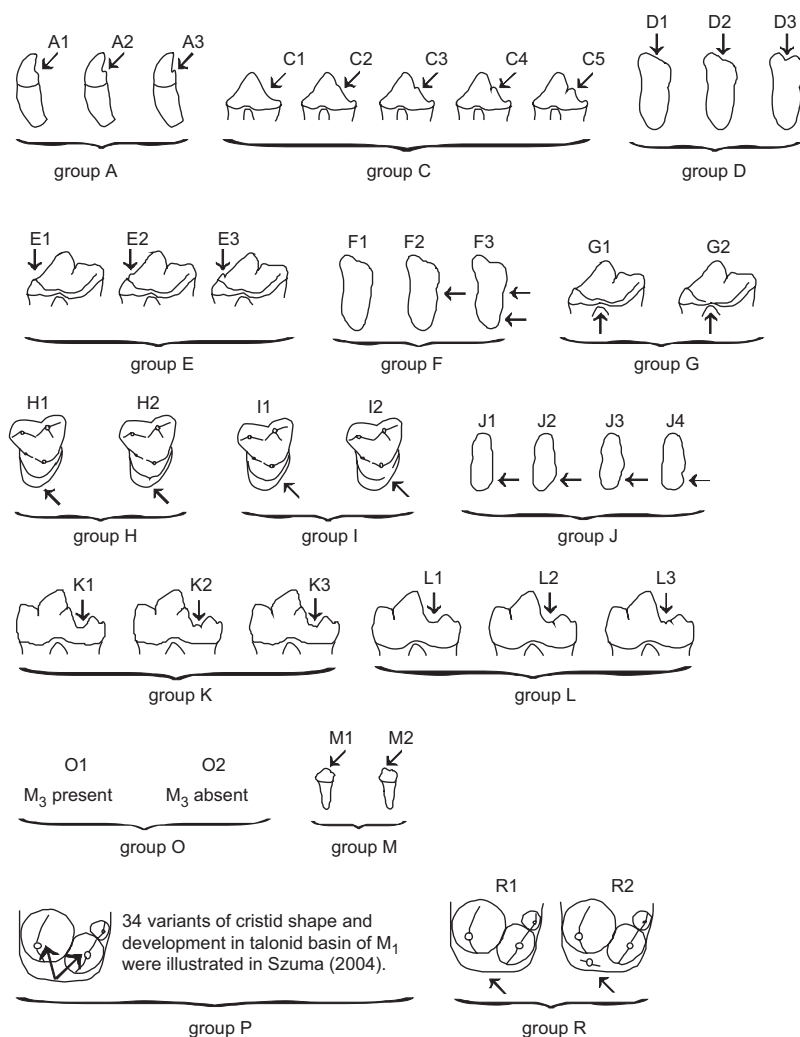 A1 A2 A3
C1 C2 C3 C4 C5
D1 D2 D3
group A
group C
group D
E1 E2 E3
F1 F2 F3
G1 G2
group E
group F
group G
H1 H2
I1 I2
J1 J2 J3 J4
group H
group I
group J
K1 K2 K3
L1 L2 L3
group K
group L
O1 O2
M3 present M3 absent
M1 M2
group O
group M
34 variants of cristid shape and
development in talonid basin of M1
were illustrated in Szuma (2004).
R1 R2
group P
group R